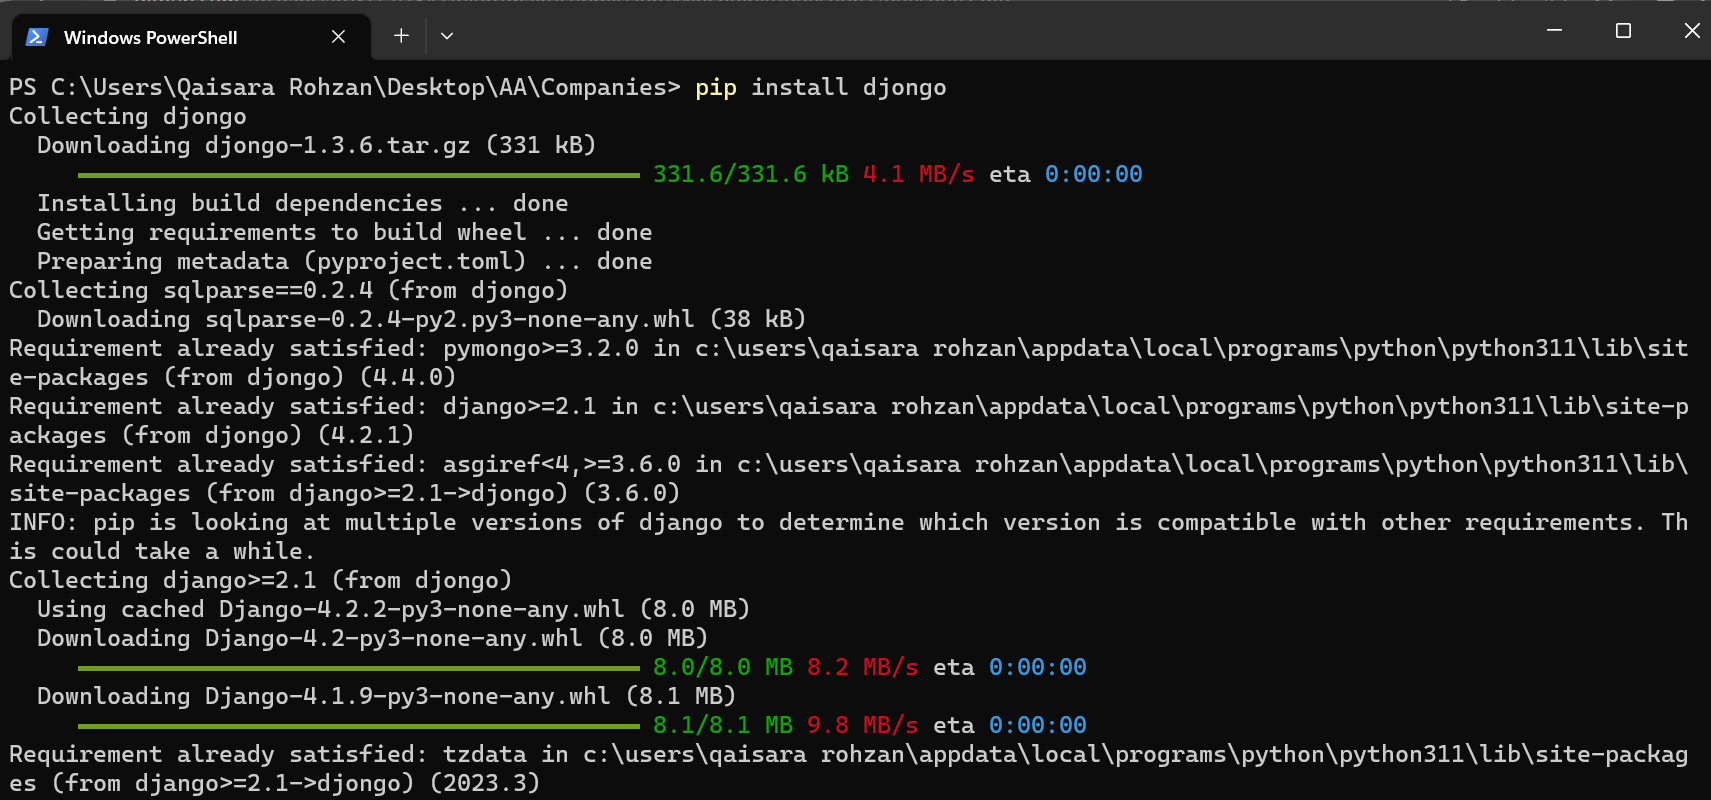 Windows PowerShell
PS C:\Users\Qaisara Rohzan\Desktop\AA\Companies> pip install djongo
Collecting djongo
  Downloading djongo-1.3.6.tar.gz (331 kB)
     331.6/331.6 kB 4.1 MB/s eta 0:00:00
  Installing build dependencies ... done
  Getting requirements to build wheel ... done
  Preparing metadata (pyproject.toml) ... done
Collecting sqlparse==0.2.4 (from djongo)
  Downloading sqlparse-0.2.4-py2.py3-none-any.whl (38 kB)
Requirement already satisfied: pymongo>=3.2.0 in c:\users\qaisara rohzan\appdata\local\programs\python\python311\lib\sit
e-packages (from djongo) (4.4.0)
Requirement already satisfied: django>=2.1 in c:\users\qaisara rohzan\appdata\local\programs\python\python311\lib\site-p
ackages (from djongo) (4.2.1)
Requirement already satisfied: asgiref<4,>=3.6.0 in c:\users\qaisara rohzan\appdata\local\programs\python\python311\lib\
site-packages (from django>=2.1->djongo) (3.6.0)
INFO: pip is looking at multiple versions of django to determine which version is compatible with other requirements. Th
is could take a while.
Collecting django>=2.1 (from djongo)
  Using cached Django-4.2.2-py3-none-any.whl (8.0 MB)
  Downloading Django-4.2-py3-none-any.whl (8.0 MB)
     8.0/8.0 MB 8.2 MB/s eta 0:00:00
  Downloading Django-4.1.9-py3-none-any.whl (8.1 MB)
     8.1/8.1 MB 9.8 MB/s eta 0:00:00
Requirement already satisfied: tzdata in c:\users\qaisara rohzan\appdata\local\programs\python\python311\lib\site-packag
es (from django>=2.1->djongo) (2023.3)